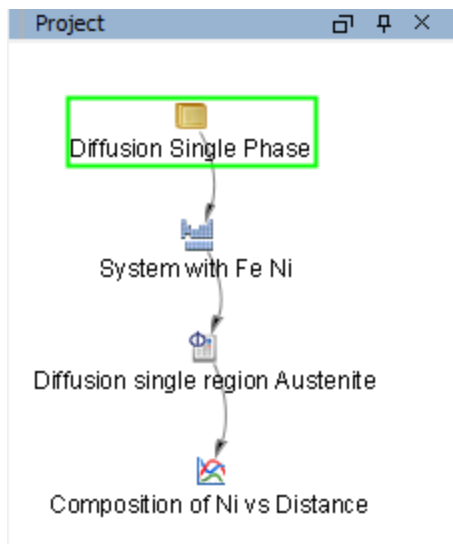 Project
Diffusion Single Phase
System with Fe Ni
Diffusion single region Austenite
Composition of Ni vs Distance